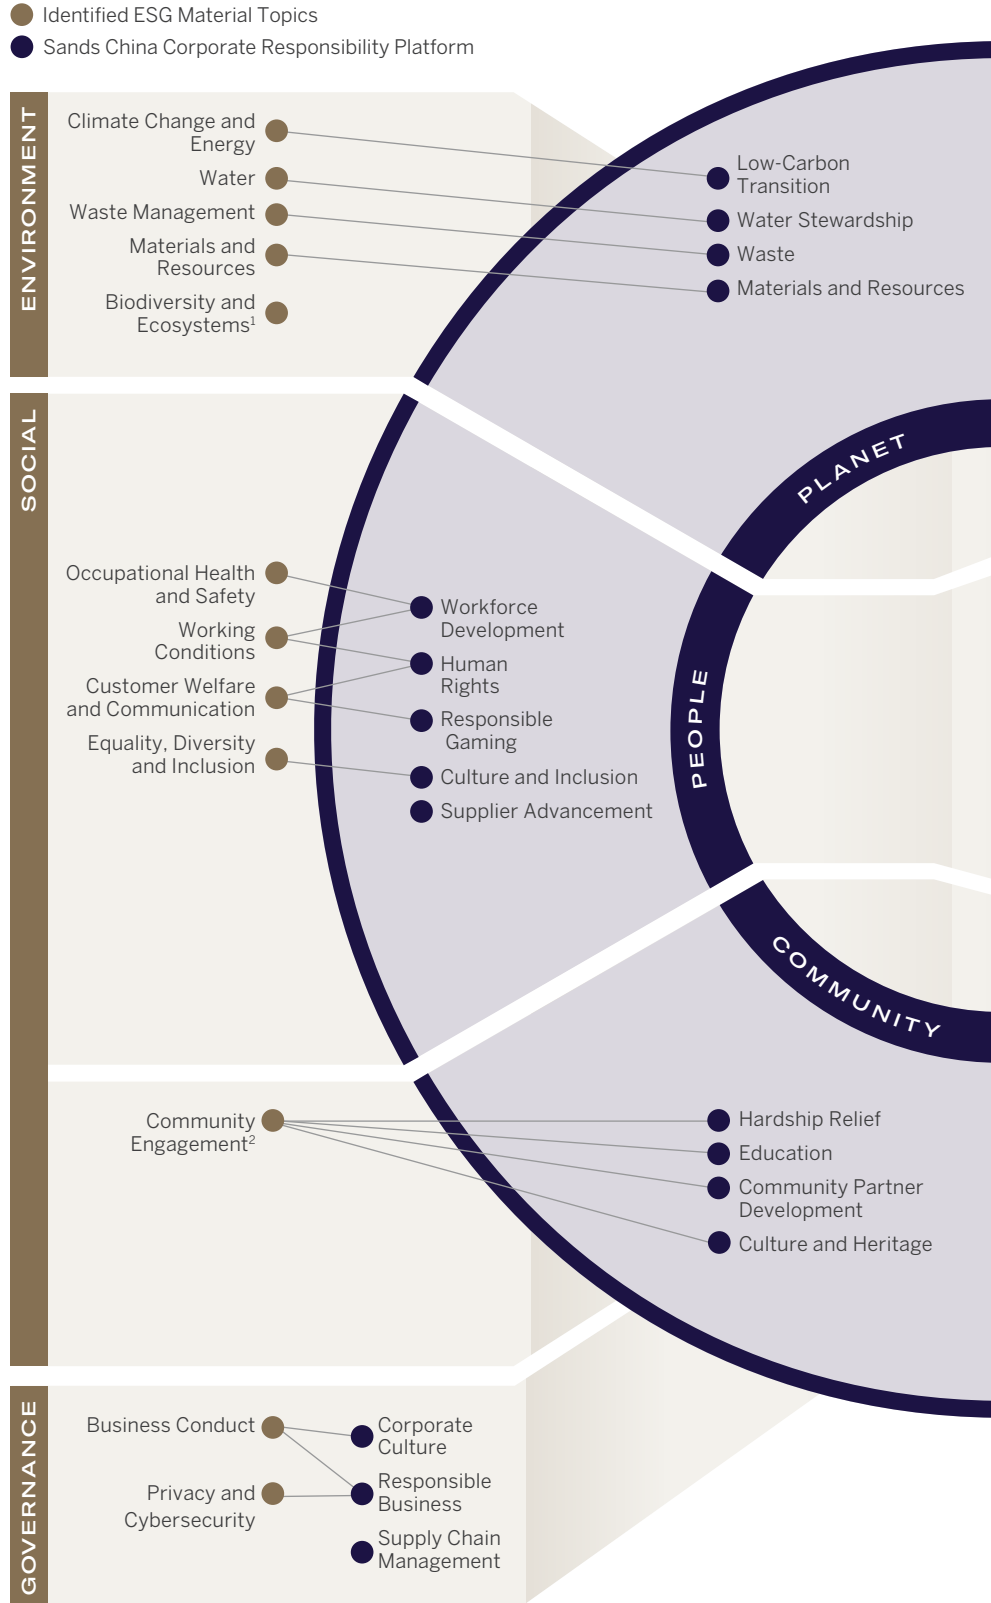 Identified ESG Material Topics
Sands China Corporate Responsibility Platform
ENVIRONMENT
Climate Change and
Energy
Water
Waste Management
Materials and
Resources
Biodiversity and
Ecosystems¹
Low-Carbon
Transition
Water Stewardship
Waste
Materials and Resources
PLANET
SOCIAL
Occupational Health
and Safety
Working
Conditions
Customer Welfare
and Communication
Equality, Diversity
and Inclusion
Workforce
Development
Human
Rights
Responsible
Gaming
Culture and Inclusion
Supplier Advancement
PEOPLE
COMMUNITY
Community
Engagement²
Hardship Relief
Education
Community Partner
Development
Culture and Heritage
GOVERNANCE
Business Conduct
Privacy and
Cybersecurity
Corporate
Culture
Responsible
Business
Supply Chain
Management